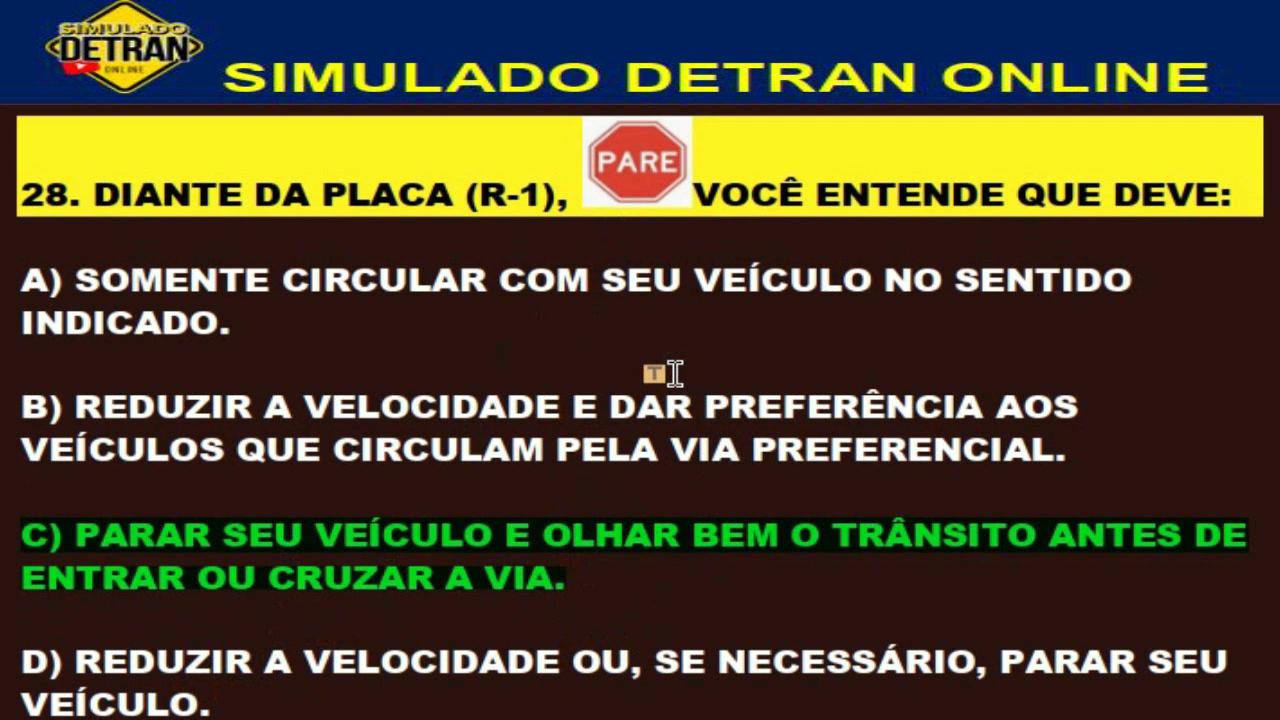 SIMULADO
DETRAN
ONLINE
SIMULADO DETRAN ONLINE
28. DIANTE DA PLACA (R-1), PARE VOCÊ ENTENDE QUE DEVE:
A) SOMENTE CIRCULAR COM SEU VEÍCULO NO SENTIDO
INDICADO.
T
B) REDUZIR A VELOCIDADE E DAR PREFERÊNCIA AOS
VEÍCULOS QUE CIRCULAM PELA VIA PREFERENCIAL.
C) PARAR SEU VEÍCULO E OLHAR BEM O TRÂNSITO ANTES DE
ENTRAR OU CRUZAR A VIA.
D) REDUZIR A VELOCIDADE OU, SE NECESSÁRIO, PARAR SEU
VEÍCULO.